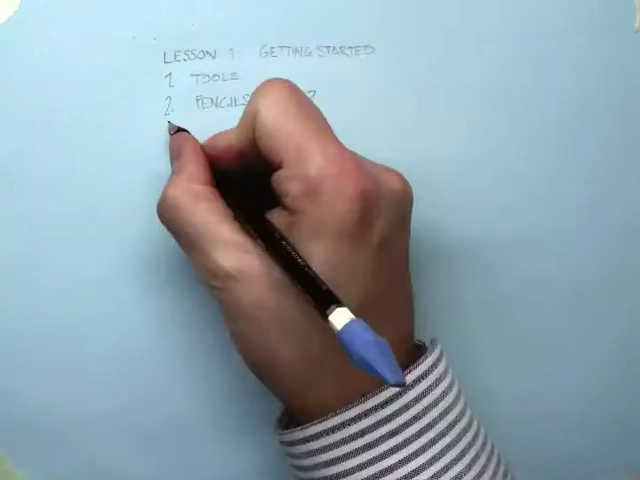 LESSON 1: GETTING STARTED
1. TOOLS
2. PENCILS